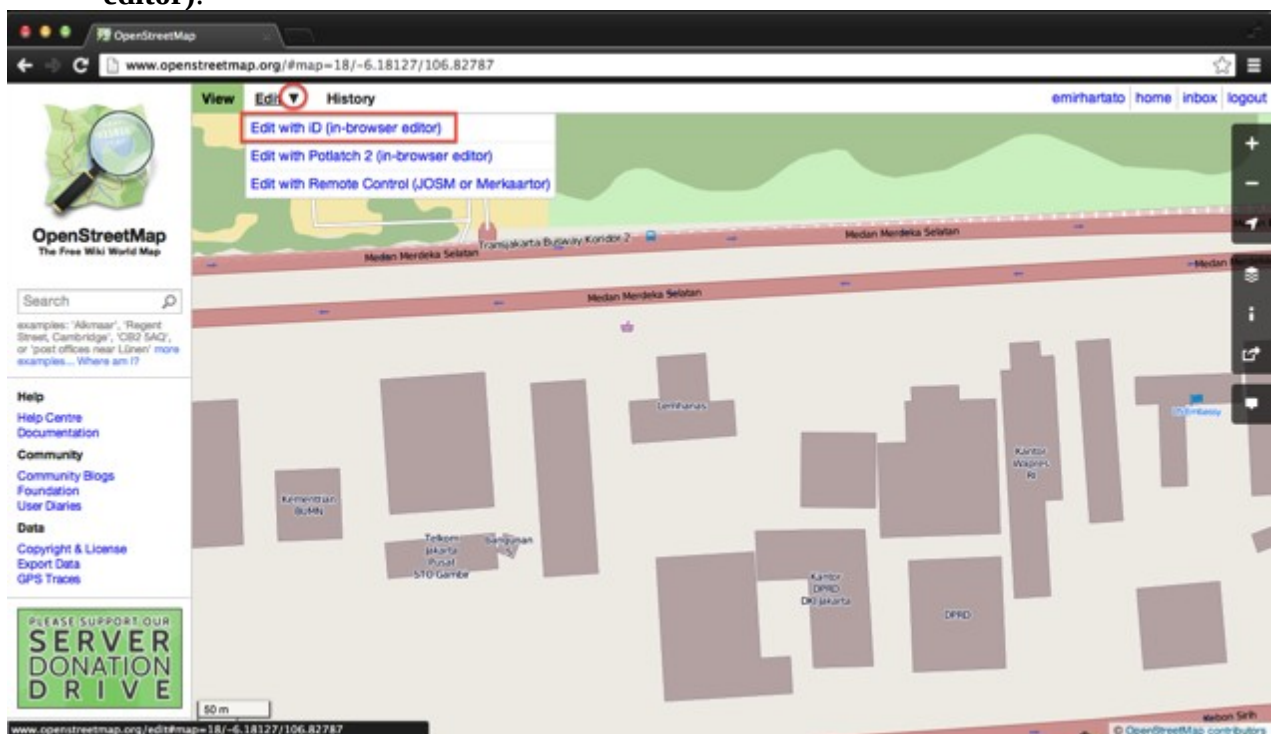 editor).
OpenStreetMap
www.openstreetmap.org/#map=18/-6.18127/106.82787
View Edit ▼ History
emirhartato home inbox logout
Edit with iD (in-browser editor)
Edit with Potlatch 2 (in-browser editor)
Edit with Remote Control (JOSM or Merkaartor)
OpenStreetMap
The Free Wiki World Map
Search
examples: 'Alkmaar', 'Regent
Street, Cambridge', 'CB2 5AQ',
or 'post offices near Lünen' more
examples... Where am I?
Help
Help Centre
Documentation
Community
Community Blogs
Foundation
User Diaries
Data
Copyright & License
Export Data
GPS Traces
PLEASE SUPPORT OUR
SERVER
DONATION
DRIVE
Transjakarta Busway Koridor 2
Medan Merdeka Selatan
Medan Merdeka Selatan
Medan
Medan Merdeka Selatan
Lemhanas
Kantor
Wapres
RI
Kementrian
BUMN
Telkom
Jakarta
Pusat
STO Gambir
bangunan
Kantor
DPRD
DKI Jakarta
DPRD
50 m
Kebon Sirih
www.openstreetmap.org/edit#map=18/-6.18127/106.82787
© OpenStreetMap contributors